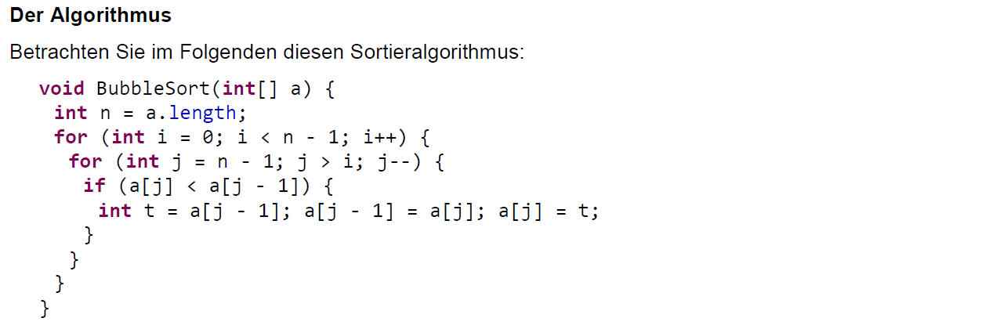 Der Algorithmus
Betrachten Sie im Folgenden diesen Sortieralgorithmus:
void BubbleSort(int[] a) {
int n = a.length;
for (int i = 0; i < n - 1; i++) {
for (int j = n - 1; j > i; j--) {
if (a[j] < a[j - 1]) {
int t = a[j - 1]; a[j - 1] = a[j]; a[j] = t;
}
}
}
}